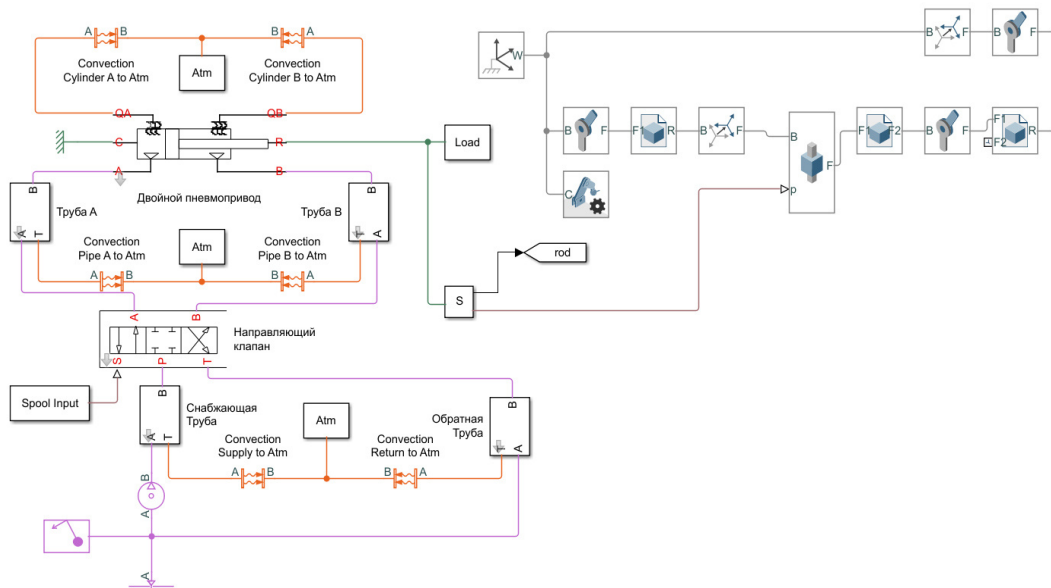 A
B
B
A
Convection
Cylinder A to Atm
Atm
Convection
Cylinder B to Atm
QA
QB
C
R
A
B
Load
Двойной пневмопривод
B
A
T
Труба A
B
T
A
Труба B
Convection
Pipe A to Atm
Atm
Convection
Pipe B to Atm
A
B
B
A
A
B
S
P
T
Направляющий
клапан
Spool Input
B
A
T
Снабжающая
Труба
Atm
Convection
Supply to Atm
Convection
Return to Atm
A
B
B
A
Обратная
Труба
B
T
A
B
A
A
S
rod
W
B
F
B
F
B
F
F1
R
B
F
B
F
p
F1
F2
B
F
F1
F2
R
C